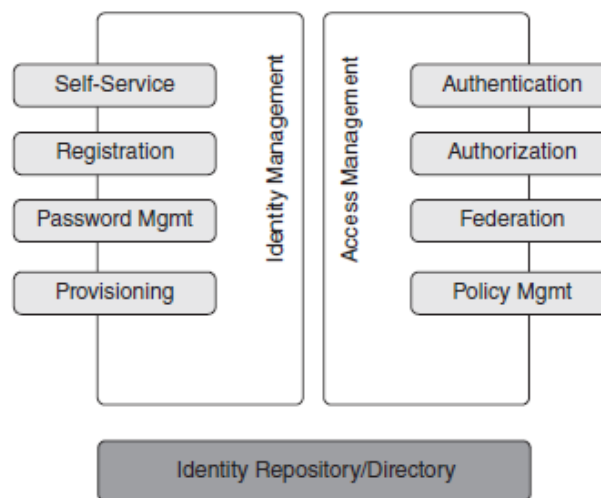 Self-Service
Registration
Password Mgmt
Provisioning
Identity Management
Access Management
Authentication
Authorization
Federation
Policy Mgmt
Identity Repository/Directory